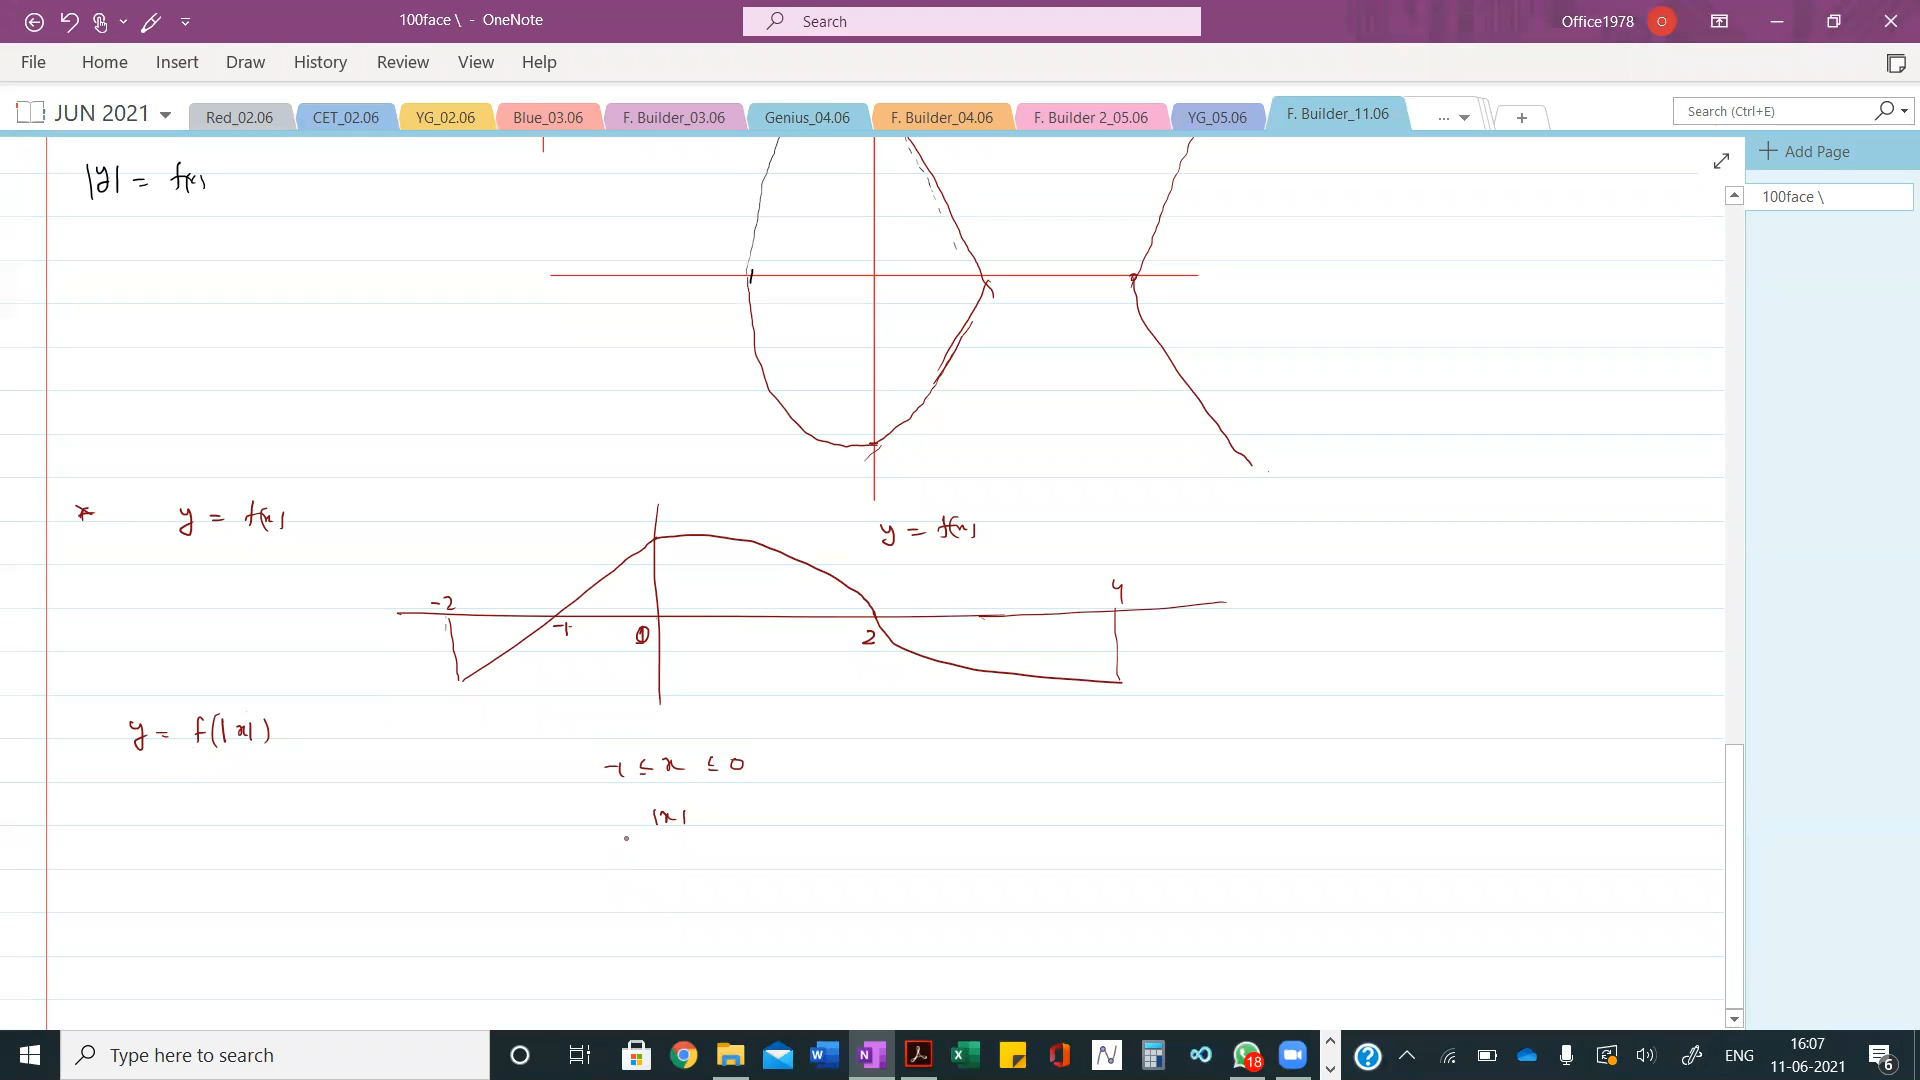 100face \ - OneNote
Search
Office1978
O
File Home Insert Draw History Review View Help
JUN 2021
Red_02.06 CET_02.06 YG_02.06 Blue_03.06 F. Builder_03.06 Genius_04.06 F. Builder_04.06 F. Builder 2_05.06 YG_05.06 F. Builder_11.06 ... +
Search (Ctrl+E)
+ Add Page
100face \
|y| = f(x)
* y = f(x)
y = f(x)
-2 4
-1 0 2
y = f(|x|)
-1 ≤ x ≤ 0
|x|
Type here to search
18
ENG
16:07
11-06-2021
6